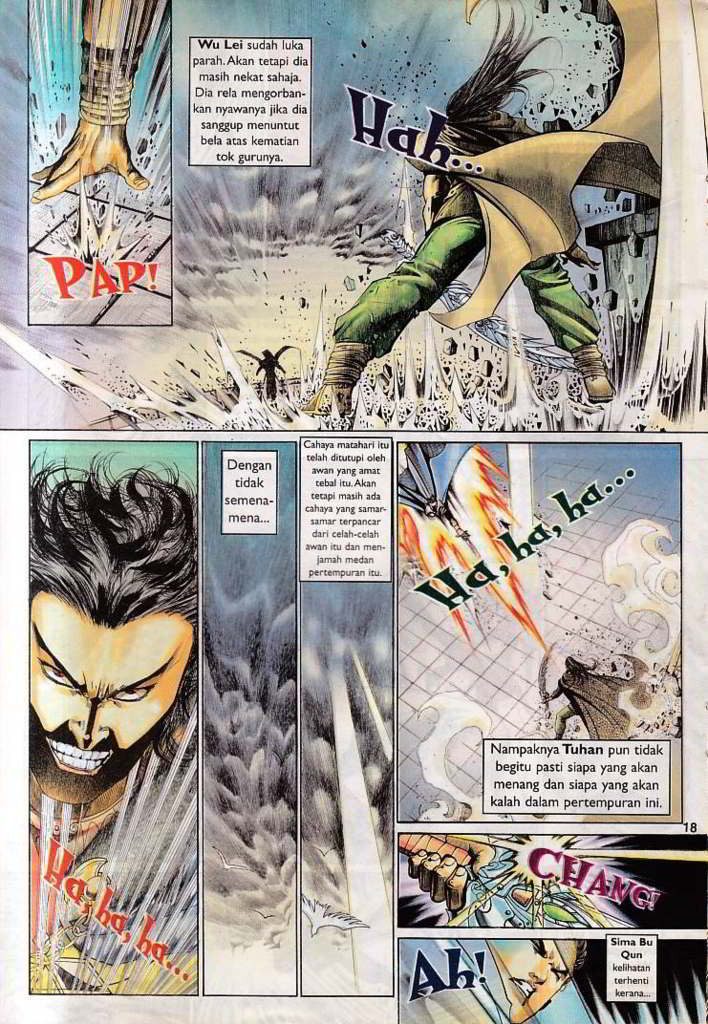 Wu Lei sudah luka
parah. Akan tetapi dia
masih nekat sahaja.
Dia rela mengorban-
kan nyawanya jika dia
sanggup menuntut
bela atas kematian
tok gurunya.
Hah...
PAP!
Dengan
tidak
semena-
mena...
Cahaya matahari itu
telah ditutupi oleh
awan yang amat
tebal itu. Akan
tetapi masih ada
cahaya yang samar-
samar terpancar
dari celah-celah
awan itu dan men-
jamah medan
pertempuran itu.
Ha, ha, ha...
Ha, ha, ha...
Nampaknya Tuhan pun tidak
begitu pasti siapa yang akan
menang dan siapa yang akan
kalah dalam pertempuran ini.
18
CHANG!
Ah!
Sima Bu
Qun
kelihatan
terhenti
kerana...